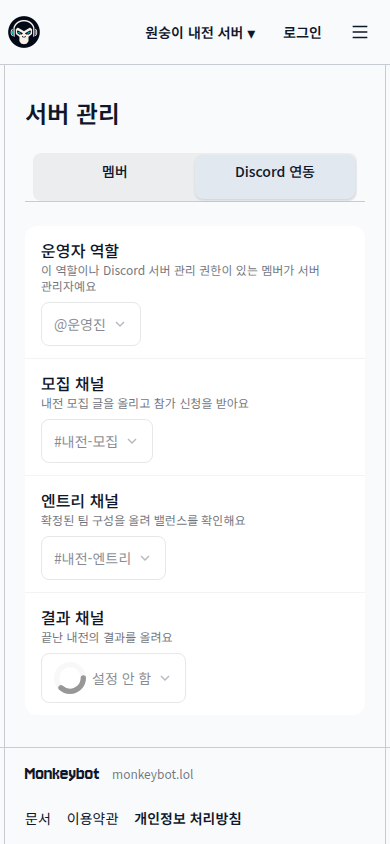 원숭이 내전 서버 ▾ 로그인
서버 관리
멤버 Discord 연동
운영자 역할
이 역할이나 Discord 서버 관리 권한이 있는 멤버가 서버
관리자예요
@운영진
모집 채널
내전 모집 글을 올리고 참가 신청을 받아요
#내전-모집
엔트리 채널
확정된 팀 구성을 올려 밸런스를 확인해요
#내전-엔트리
결과 채널
끝난 내전의 결과를 올려요
설정 안 함
Monkeybot monkeybot.lol
문서 이용약관 개인정보 처리방침